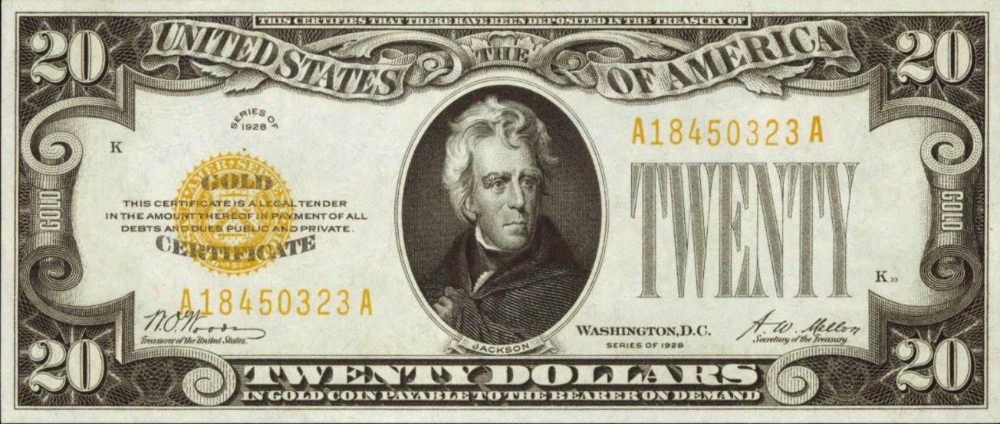 THIS CERTIFIES THAT THERE HAVE BEEN DEPOSITED IN THE TREASURY OF
20 UNITED STATES THE OF AMERICA 20
SERIES OF
1928
A18450323A
K
TWENTY
GOLD
GOLD
GOLD
THIS CERTIFICATE IS A LEGAL TENDER
IN THE AMOUNT THEREOF IN PAYMENT OF ALL
DEBTS AND DUES PUBLIC AND PRIVATE.
CERTIFICATE
K 33
A18450323A
W.O. Woods
Treasurer of the United States.
JACKSON
WASHINGTON, D.C.
SERIES OF 1928
A. W. Mellon
Secretary of the Treasury.
20 TWENTY DOLLARS 20
IN GOLD COIN PAYABLE TO THE BEARER ON DEMAND